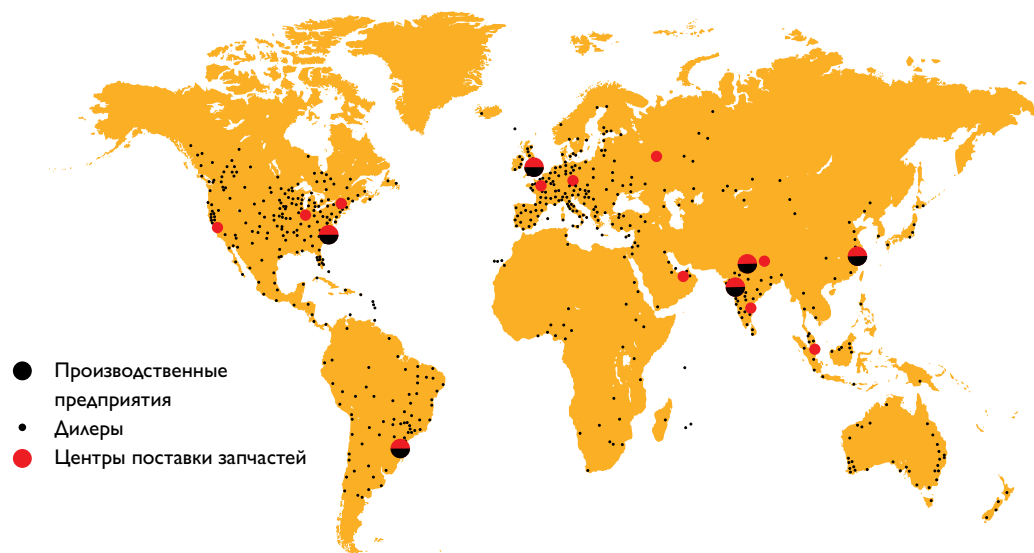 Производственные
предприятия
Дилеры
Центры поставки запчастей